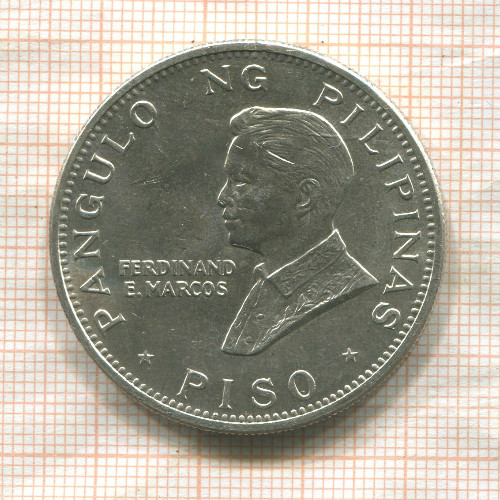 PANGULO NG PILIPINAS
FERDINAND
E. MARCOS
PISO